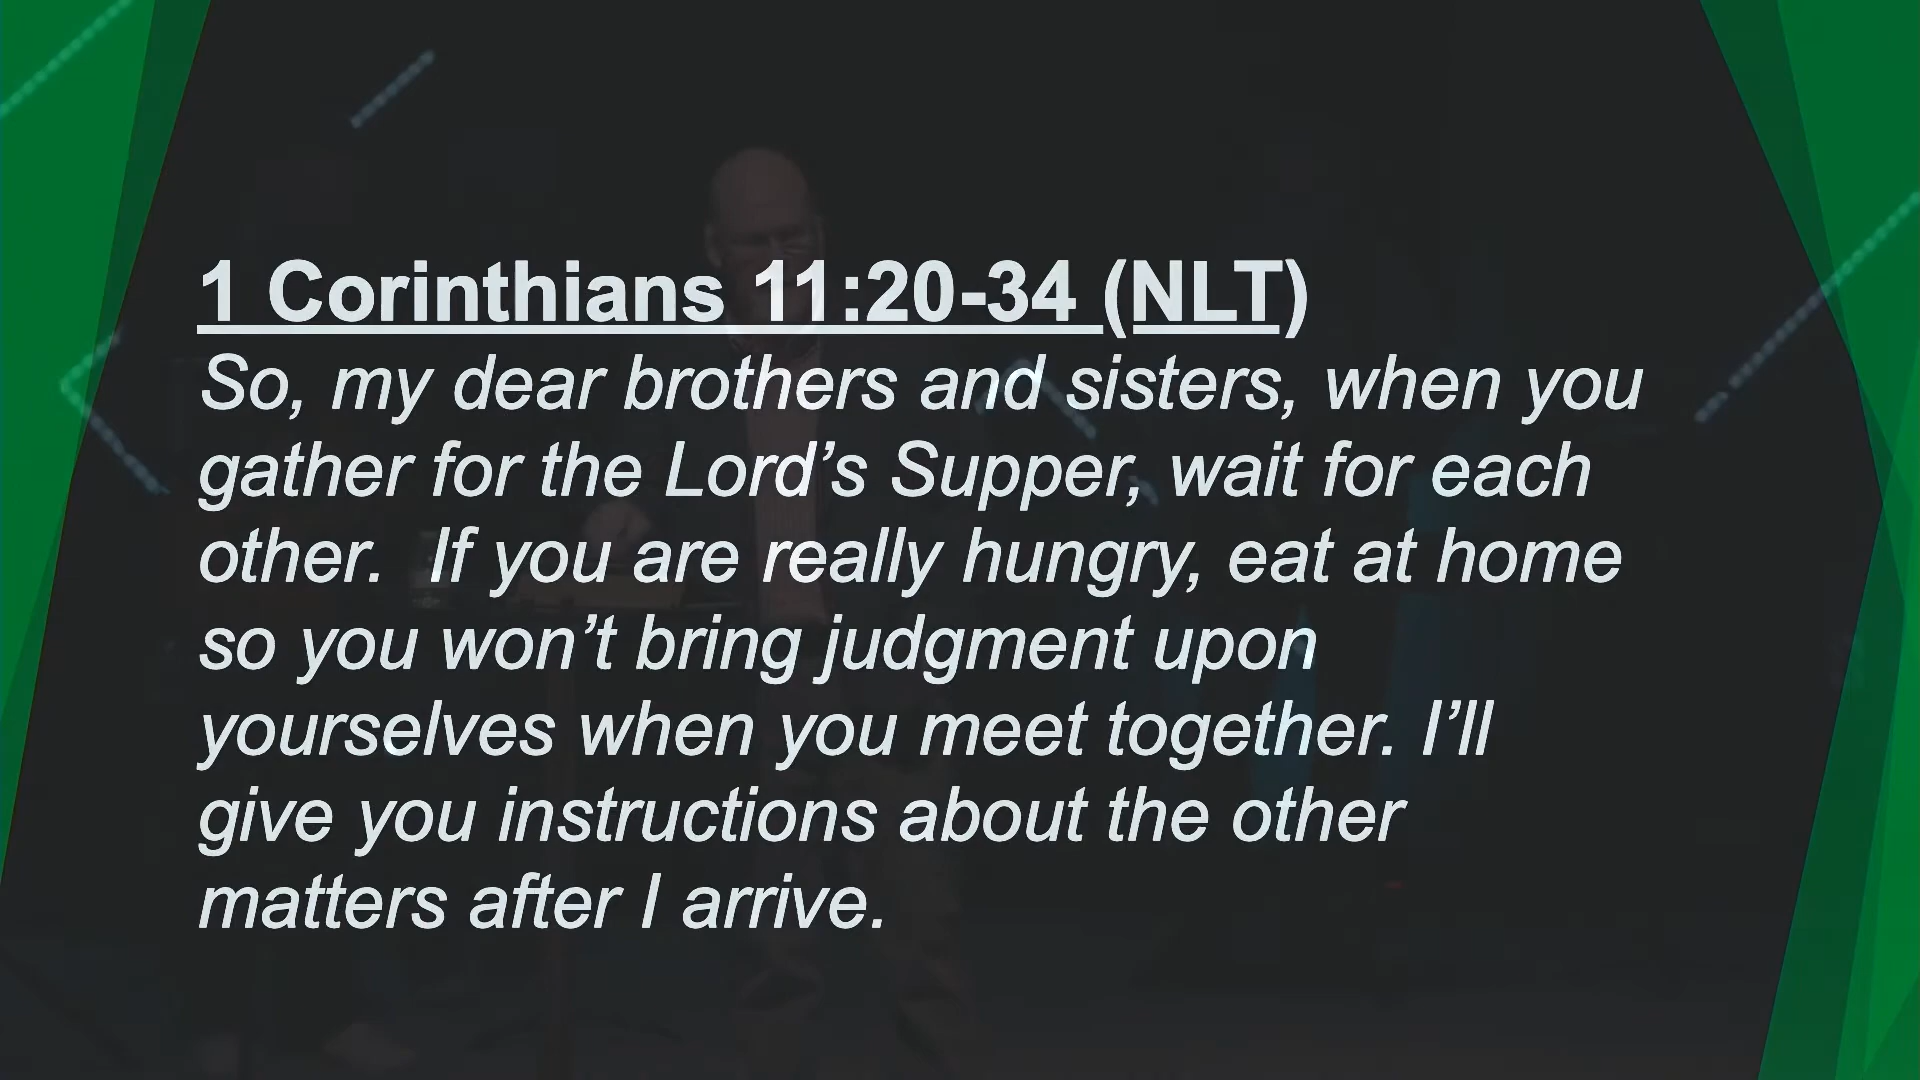 1 Corinthians 11:20-34 (NLT)
So, my dear brothers and sisters, when you
gather for the Lord’s Supper, wait for each
other.  If you are really hungry, eat at home
so you won’t bring judgment upon
yourselves when you meet together. I’ll
give you instructions about the other
matters after I arrive.